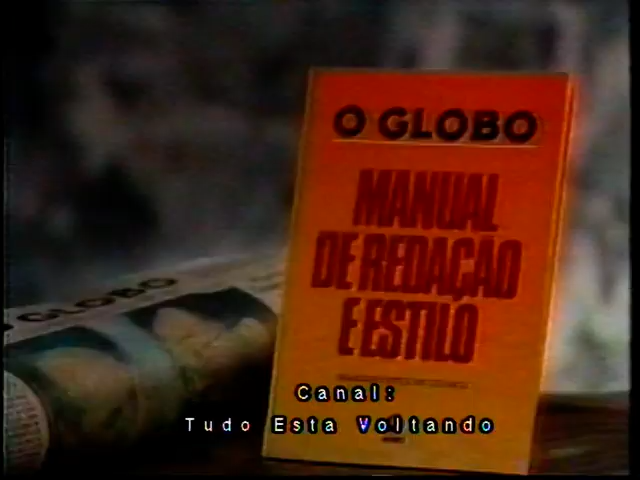 O GLOBO
MANUAL
DE REDAÇÃO
E ESTILO
O GLOBO
Canal:
Tudo Esta Voltando